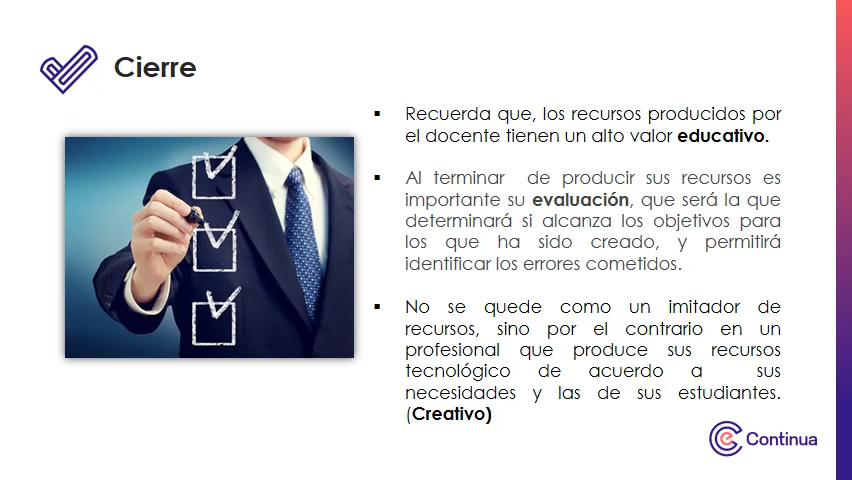 Cierre
▪ Recuerda que, los recursos producidos por
el docente tienen un alto valor educativo.
▪ Al terminar de producir sus recursos es
importante su evaluación, que será la que
determinará si alcanza los objetivos para
los que ha sido creado, y permitirá
identificar los errores cometidos.
▪ No se quede como un imitador de
recursos, sino por el contrario en un
profesional que produce sus recursos
tecnológico de acuerdo a sus
necesidades y las de sus estudiantes.
(Creativo)
Continua